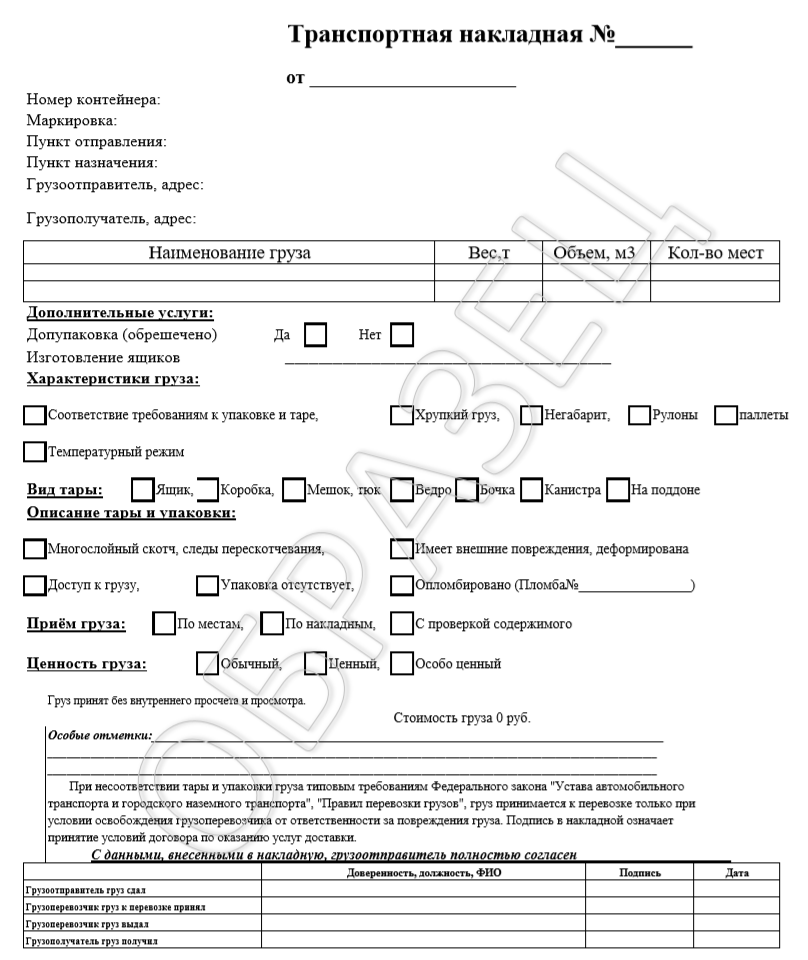 Транспортная накладная №______
от ____________________
Номер контейнера:
Маркировка:
Пункт отправления:
Пункт назначения:
Грузоотправитель, адрес:
Грузополучатель, адрес:
Наименование груза Вес,т Объем, м3 Кол-во мест
Дополнительные услуги:
Допупаковка (обрешечено) Да Нет
Изготовление ящиков ________________________________
Характеристики груза:
Соответствие требованиям к упаковке и таре, Хрупкий груз, Негабарит, Рулоны паллеты
Температурный режим
Вид тары: Ящик, Коробка, Мешок, тюк Ведро Бочка Канистра На поддоне
Описание тары и упаковки:
Многослойный скотч, следы перескотчевания, Имеет внешние повреждения, деформирована
Доступ к грузу, Упаковка отсутствует, Опломбировано (Пломба№________________)
Приём груза: По местам, По накладным, С проверкой содержимого
Ценность груза: Обычный, Ценный, Особо ценный
Груз принят без внутреннего просчета и просмотра.
Стоимость груза 0 руб.
Особые отметки:
При несоответствии тары и упаковки груза типовым требованиям Федерального закона "Устава автомобильного
транспорта и городского наземного транспорта", "Правил перевозки грузов", груз принимается к перевозке только при
условии освобождения грузоперевозчика от ответственности за повреждения груза. Подпись в накладной означает
принятие условий договора по оказанию услуг доставки.
С данными, внесенными в накладную, грузоотправитель полностью согласен
Доверенность, должность, ФИО Подпись Дата
Грузоотправитель груз сдал
Грузоперевозчик груз к перевозке принял
Грузоперевозчик груз выдал
Грузополучатель груз получил
ОБРАЗЕЦ